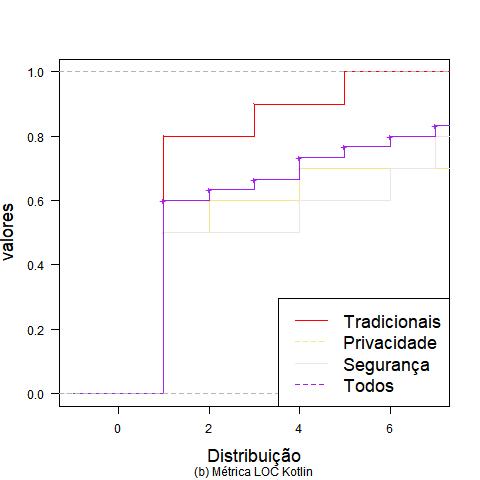 1.0
0.8
0.6
0.4
0.2
0.0
valores
Tradicionais
Privacidade
Segurança
Todos
0 2 4 6
Distribuição
(b) Métrica LOC Kotlin